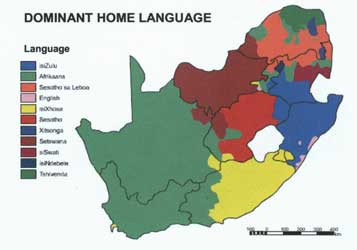 DOMINANT HOME LANGUAGE
Language
isiZulu
Afrikaans
Sesotho sa Leboa
English
isiXhosa
Sesotho
Xitsonga
Setswana
siSwati
isiNdebele
Tshivenda